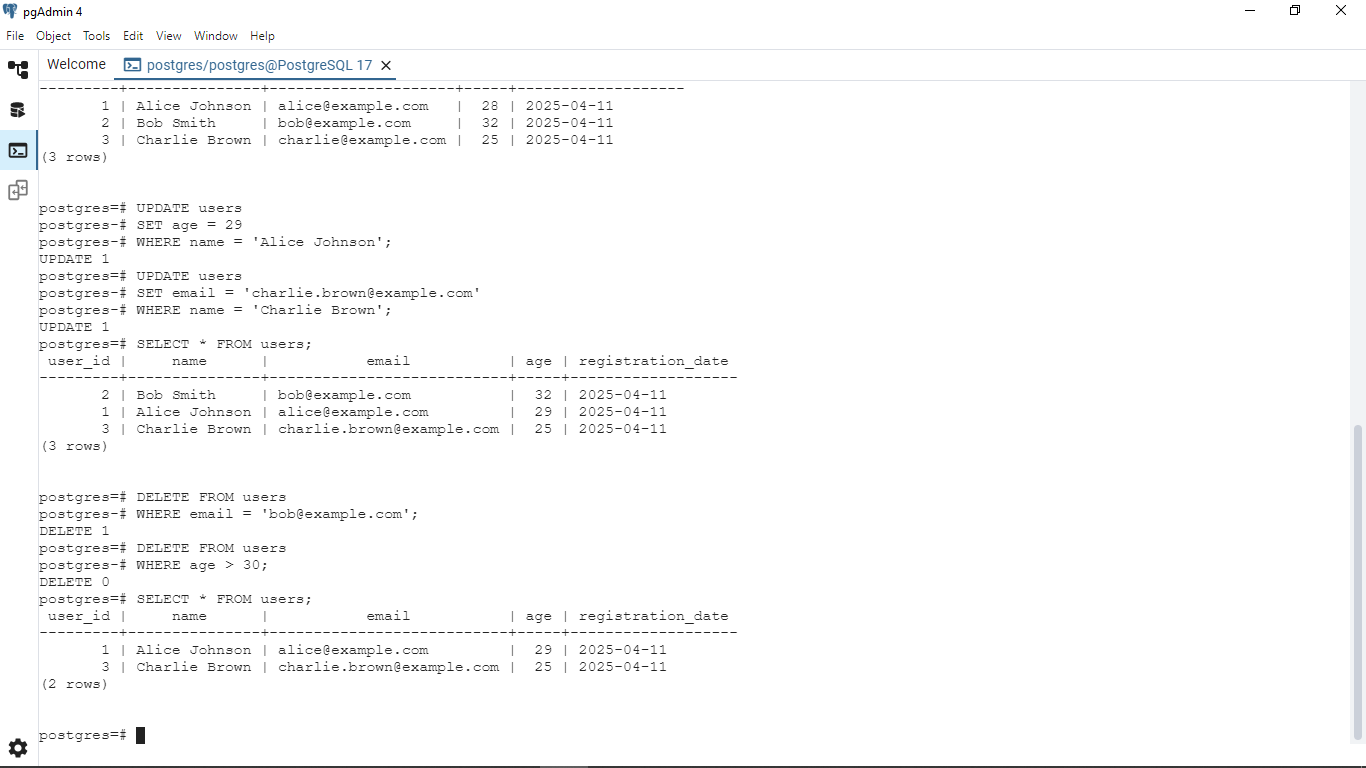 pgAdmin 4
File Object Tools Edit View Window Help
Welcome postgres/postgres@PostgreSQL 17
---------+---------------+----------------------+-----+-------------------
       1 | Alice Johnson | alice@example.com    |  28 | 2025-04-11
       2 | Bob Smith     | bob@example.com      |  32 | 2025-04-11
       3 | Charlie Brown | charlie@example.com |  25 | 2025-04-11
(3 rows)
postgres=# UPDATE users
postgres-# SET age = 29
postgres-# WHERE name = 'Alice Johnson';
UPDATE 1
postgres=# UPDATE users
postgres-# SET email = 'charlie.brown@example.com'
postgres-# WHERE name = 'Charlie Brown';
UPDATE 1
postgres=# SELECT * FROM users;
 user_id |     name      |           email           | age | registration_date
---------+---------------+---------------------------+-----+-------------------
       2 | Bob Smith     | bob@example.com           |  32 | 2025-04-11
       1 | Alice Johnson | alice@example.com         |  29 | 2025-04-11
       3 | Charlie Brown | charlie.brown@example.com |  25 | 2025-04-11
(3 rows)
postgres=# DELETE FROM users
postgres-# WHERE email = 'bob@example.com';
DELETE 1
postgres=# DELETE FROM users
postgres-# WHERE age > 30;
DELETE 0
postgres=# SELECT * FROM users;
 user_id |     name      |           email           | age | registration_date
---------+---------------+---------------------------+-----+-------------------
       1 | Alice Johnson | alice@example.com         |  29 | 2025-04-11
       3 | Charlie Brown | charlie.brown@example.com |  25 | 2025-04-11
(2 rows)
postgres=#